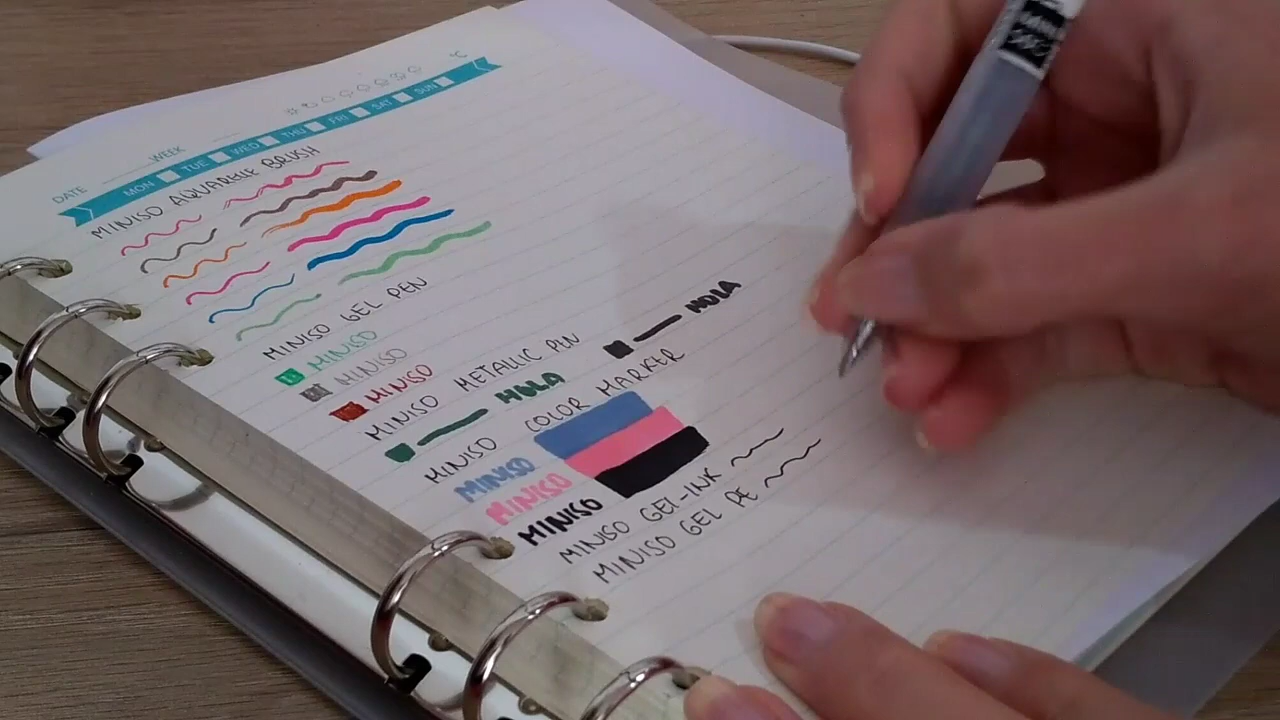 DATE WEEK °C
MON TUE WED THU FRI SAT SUN
MINISO AQUARELLE BRUSH
MINISO GEL PEN
MINISO
MINISO
MINISO
MINISO METALLIC PIN
HOLA
HOLA
MINISO COLOR MARKER
MINISO
MINISO
MINISO
MINISO GEL-INK
MINISO GEL PE